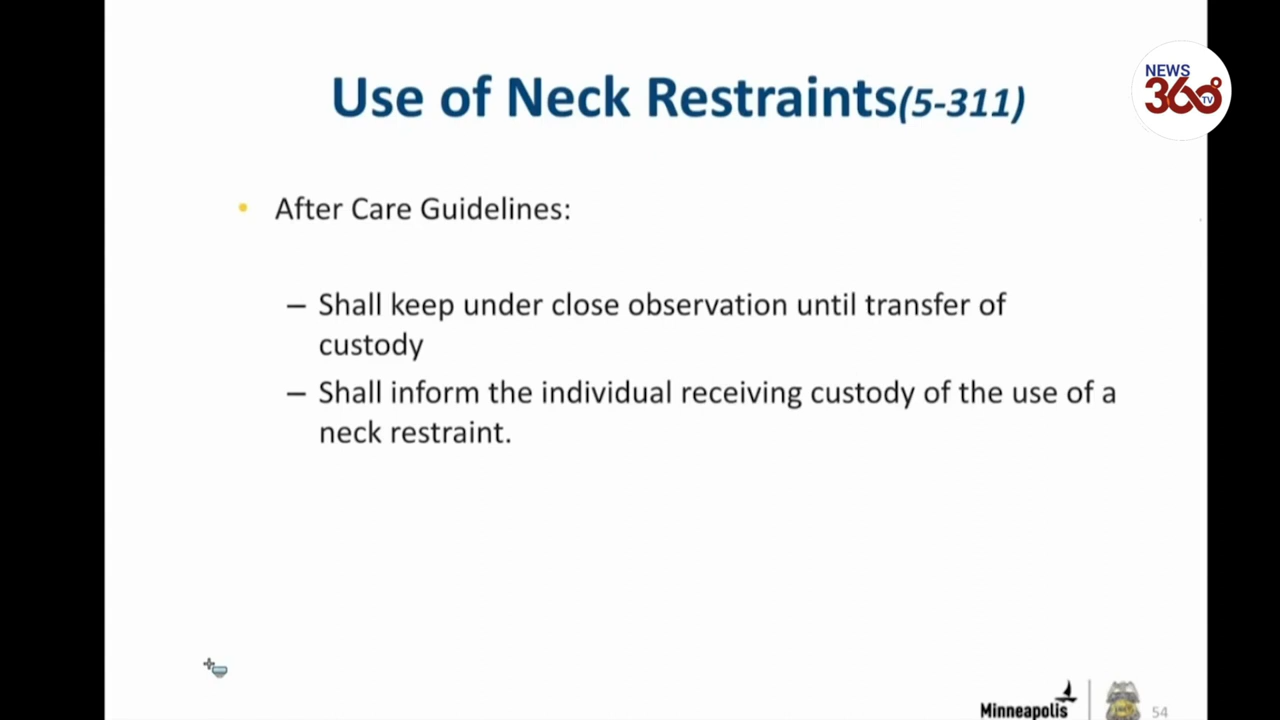 NEWS
360
TV
Use of Neck Restraints(5-311)
• After Care Guidelines:
– Shall keep under close observation until transfer of
custody
– Shall inform the individual receiving custody of the use of a
neck restraint.
Minneapolis
54